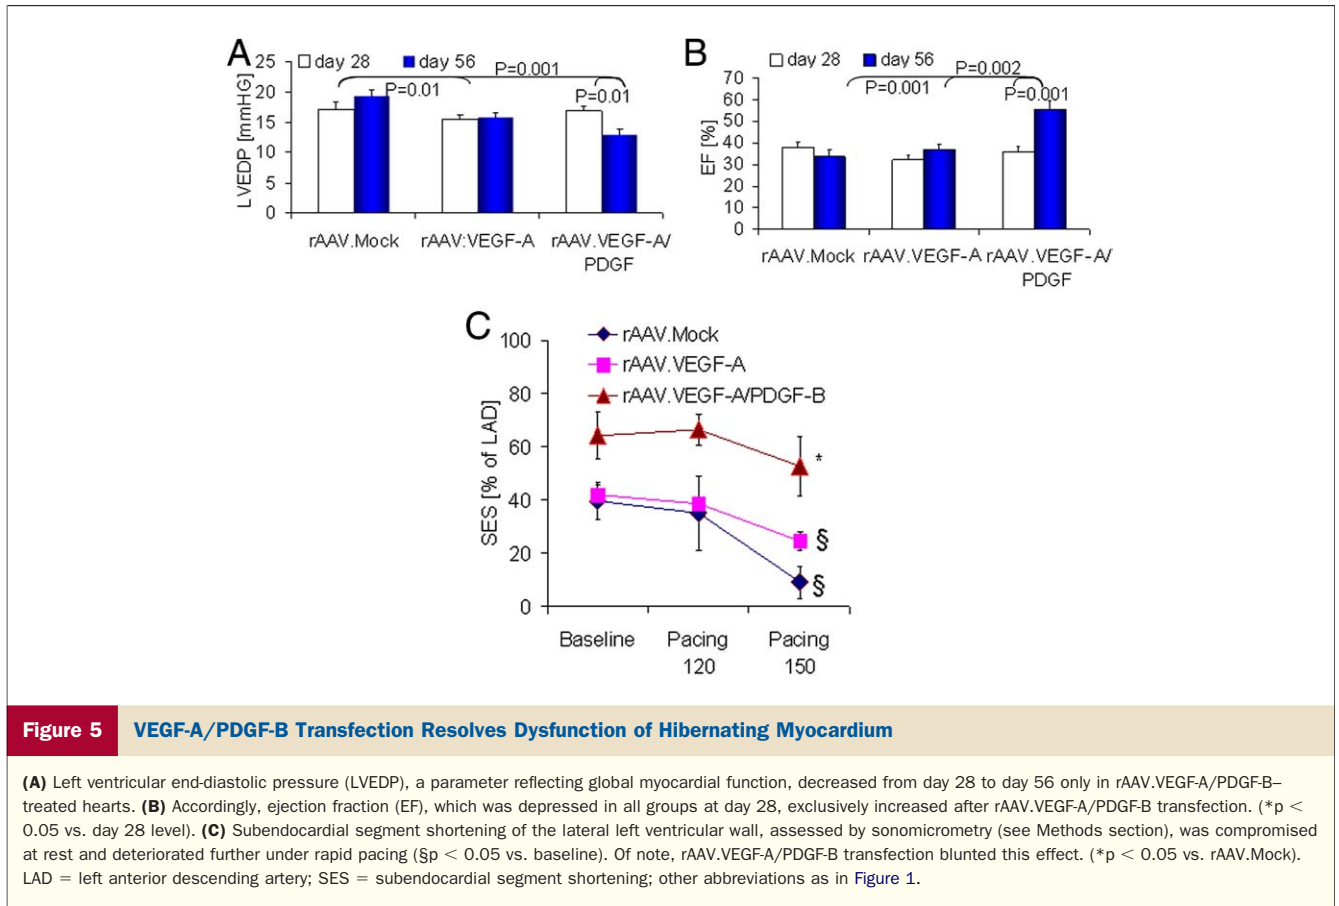 A
25
20
15
10
5
0
LVEDP [mmHG]
day 28 day 56
P=0.001
P=0.01
P=0.01
rAAV.Mock rAAV:VEGF-A rAAV.VEGF-A/
PDGF
B
70
60
50
40
30
20
10
0
EF [%]
day 28 day 56
P=0.002
P=0.001
P=0.001
rAAV.Mock rAAV.VEGF-A rAAV.VEGF-A/
PDGF
C
100
80
60
40
20
0
SES [% of LAD]
rAAV.Mock
rAAV.VEGF-A
rAAV.VEGF-A/PDGF-B
*
§
§
Baseline Pacing Pacing
120 150
Figure 5 VEGF-A/PDGF-B Transfection Resolves Dysfunction of Hibernating Myocardium
(A) Left ventricular end-diastolic pressure (LVEDP), a parameter reflecting global myocardial function, decreased from day 28 to day 56 only in rAAV.VEGF-A/PDGF-B–
treated hearts. (B) Accordingly, ejection fraction (EF), which was depressed in all groups at day 28, exclusively increased after rAAV.VEGF-A/PDGF-B transfection. (*p <
0.05 vs. day 28 level). (C) Subendocardial segment shortening of the lateral left ventricular wall, assessed by sonomicrometry (see Methods section), was compromised
at rest and deteriorated further under rapid pacing (§p < 0.05 vs. baseline). Of note, rAAV.VEGF-A/PDGF-B transfection blunted this effect. (*p < 0.05 vs. rAAV.Mock).
LAD = left anterior descending artery; SES = subendocardial segment shortening; other abbreviations as in Figure 1.